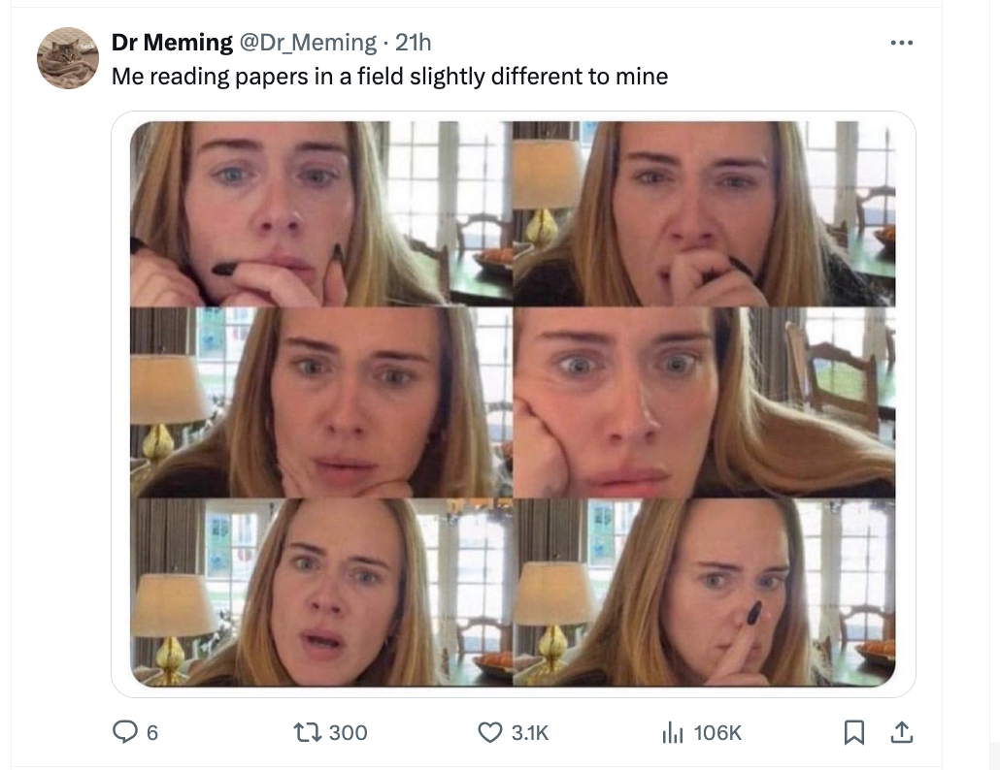 Dr Meming @Dr_Meming · 21h
Me reading papers in a field slightly different to mine
6 300 3.1K 106K